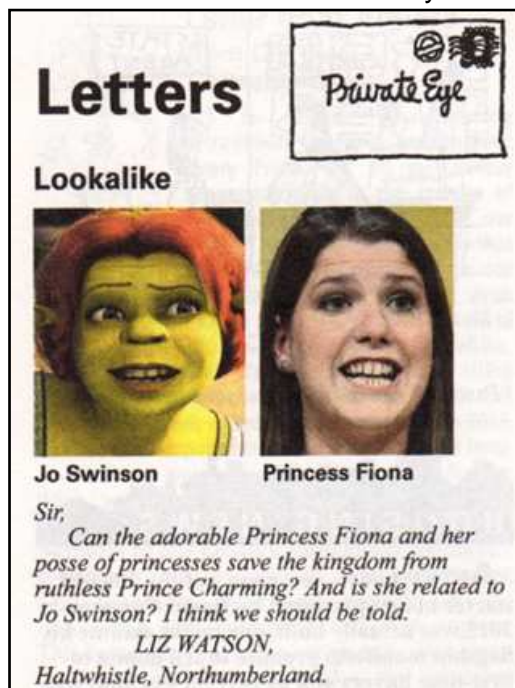 Private Eye
Letters
Lookalike
Jo Swinson Princess Fiona
Sir,
Can the adorable Princess Fiona and her
posse of princesses save the kingdom from
ruthless Prince Charming? And is she related to
Jo Swinson? I think we should be told.
LIZ WATSON,
Haltwhistle, Northumberland.